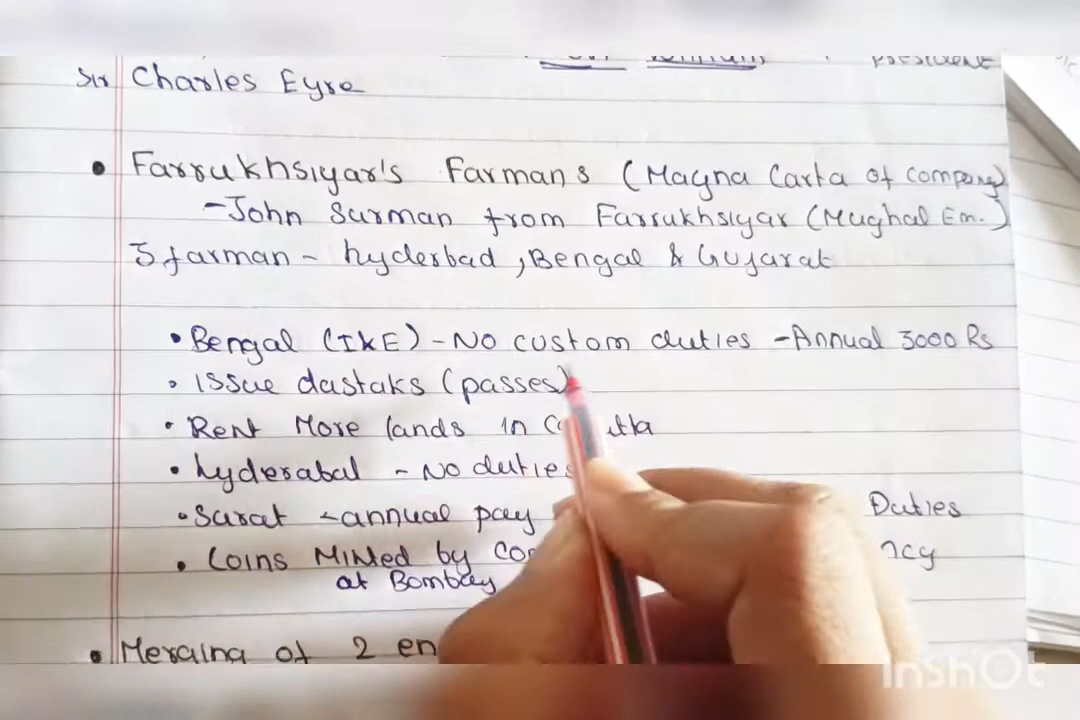 Sir Charles Eyre
• Farrukhsiyar's Farmans (Magna Carta of company)
- John Surman from Farrukhsiyar (Mughal Em.)
3 farman - hyderbad, Bengal & Gujarat
• Bengal (I&E) - No custom duties - Annual 3000 Rs
• Issue dastaks (passes)
• Rent More lands in
• hyderabal - No duties
• Surat - annual pay Duties
• Coins Minted by
at Bombay
• Merging of 2
InShOt